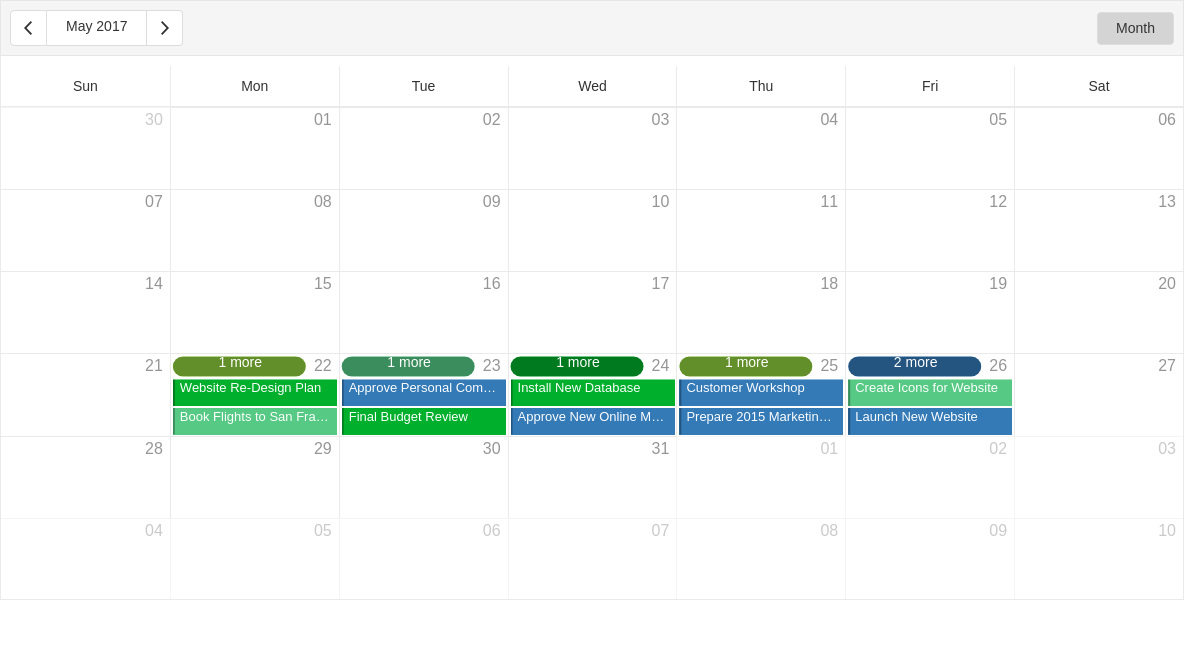 May 2017
Month
Sun Mon Tue Wed Thu Fri Sat
30 01 02 03 04 05 06
07 08 09 10 11 12 13
14 15 16 17 18 19 20
21 1 more 22 1 more 23 1 more 24 1 more 25 2 more 26 27
Website Re-Design Plan Approve Personal Com… Install New Database Customer Workshop Create Icons for Website
Book Flights to San Fra… Final Budget Review Approve New Online M… Prepare 2015 Marketin… Launch New Website
28 29 30 31 01 02 03
04 05 06 07 08 09 10